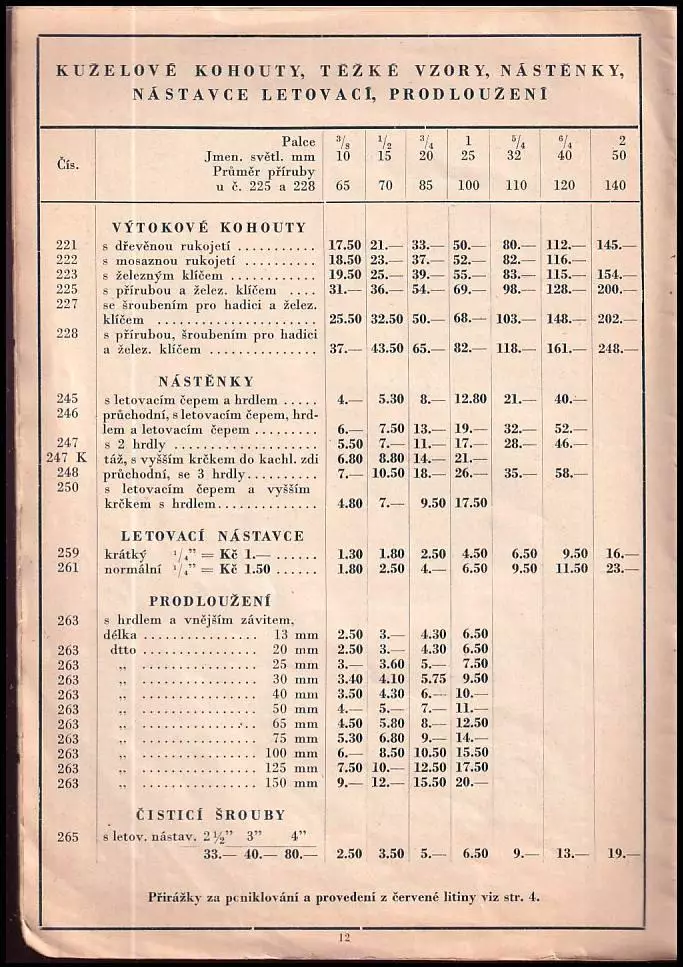 KUŽELOVÉ KOHOUTY, TĚŽKÉ VZORY, NÁSTĚNKY,
NÁSTAVCE LETOVACÍ, PRODLOUŽENÍ
Čís. Palce 3/8 1/2 3/4 1 5/4 6/4 2
Jmen. světl. mm 10 15 20 25 32 40 50
Průměr příruby
u č. 225 a 228 65 70 85 100 110 120 140
VÝTOKOVÉ KOHOUTY
221 s dřevěnou rukojetí ........... 17.50 21.— 33.— 50.— 80.— 112.— 145.—
222 s mosaznou rukojetí .......... 18.50 23.— 37.— 52.— 82.— 116.—
223 s železným klíčem ............ 19.50 25.— 39.— 55.— 83.— 115.— 154.—
225 s přírubou a želez. klíčem .... 31.— 36.— 54.— 69.— 98.— 128.— 200.—
227 se šroubením pro hadici a želez.
klíčem ...................... 25.50 32.50 50.— 68.— 103.— 148.— 202.—
228 s přírubou, šroubením pro hadici
a želez. klíčem ............... 37.— 43.50 65.— 82.— 118.— 161.— 248.—
NÁSTĚNKY
245 s letovacím čepem a hrdlem ..... 4.— 5.30 8.— 12.80 21.— 40.—
246 průchodní, s letovacím čepem, hrd-
lem a letovacím čepem ......... 6.— 7.50 13.— 19.— 32.— 52.—
247 s 2 hrdly .................... 5.50 7.— 11.— 17.— 28.— 46.—
247 K táž, s vyšším krčkem do kachl. zdi 6.80 8.80 14.— 21.—
248 průchodní, se 3 hrdly.......... 7.— 10.50 18.— 26.— 35.— 58.—
250 s letovacím čepem a vyšším
krčkem s hrdlem.............. 4.80 7.— 9.50 17.50
LETOVACÍ NÁSTAVCE
259 krátký 1/4” = Kč 1.— ...... 1.30 1.80 2.50 4.50 6.50 9.50 16.—
261 normální 1/4” = Kč 1.50 ...... 1.80 2.50 4.— 6.50 9.50 11.50 23.—
PRODLOUŽENÍ
263 s hrdlem a vnějším závitem,
délka ................ 13 mm 2.50 3.— 4.30 6.50
263 dtto ................ 20 mm 2.50 3.— 4.30 6.50
263 „ ................ 25 mm 3.— 3.60 5.— 7.50
263 „ ................ 30 mm 3.40 4.10 5.75 9.50
263 „ ................ 40 mm 3.50 4.30 6.— 10.—
263 „ ................ 50 mm 4.— 5.— 7.— 11.—
263 „ ................ 65 mm 4.50 5.80 8.— 12.50
263 „ ................ 75 mm 5.30 6.80 9.— 14.—
263 „ ................ 100 mm 6.— 8.50 10.50 15.50
263 „ ................ 125 mm 7.50 10.— 12.50 17.50
263 „ ................ 150 mm 9.— 12.— 15.50 20.—
ČISTICÍ ŠROUBY
265 s letov. nástav. 2 1/2” 3” 4”
33.— 40.— 80.— 2.50 3.50 5.— 6.50 9.— 13.— 19.—
Přirážky za poniklování a provedení z červené litiny viz str. 4.
12